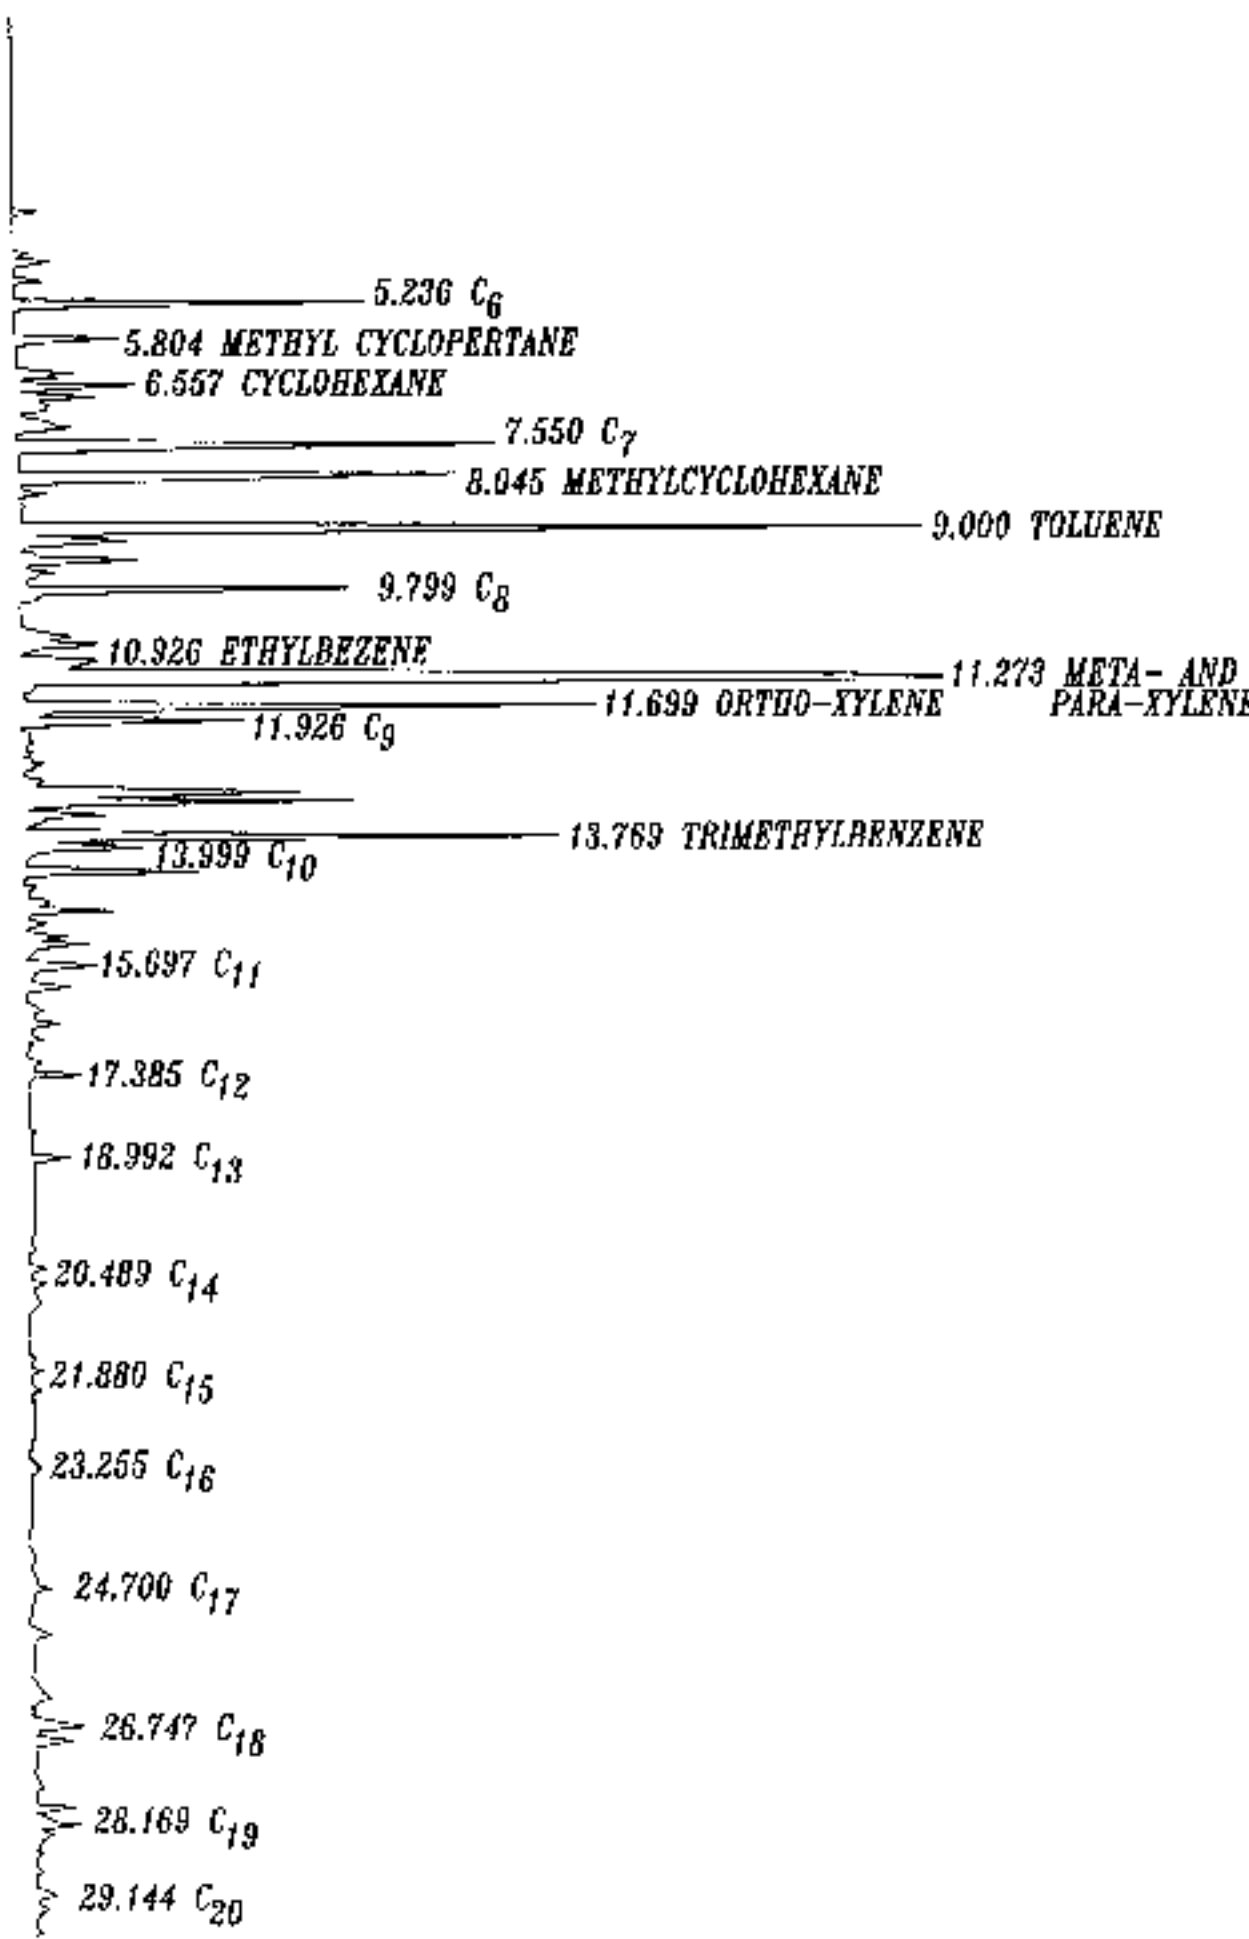 5.236 C6
5.804 METHYL CYCLOPERTANE
6.557 CYCLOHEXANE
7.550 C7
8.045 METHYLCYCLOHEXANE
9.000 TOLUENE
9.799 C8
10.926 ETHYLBEZENE
11.273 META- AND
PARA-XYLENE
11.699 ORTHO-XYLENE
11.926 C9
13.769 TRIMETHYLBENZENE
13.999 C10
15.697 C11
17.385 C12
18.992 C13
20.489 C14
21.880 C15
23.255 C16
24.700 C17
26.747 C18
28.169 C19
29.144 C20